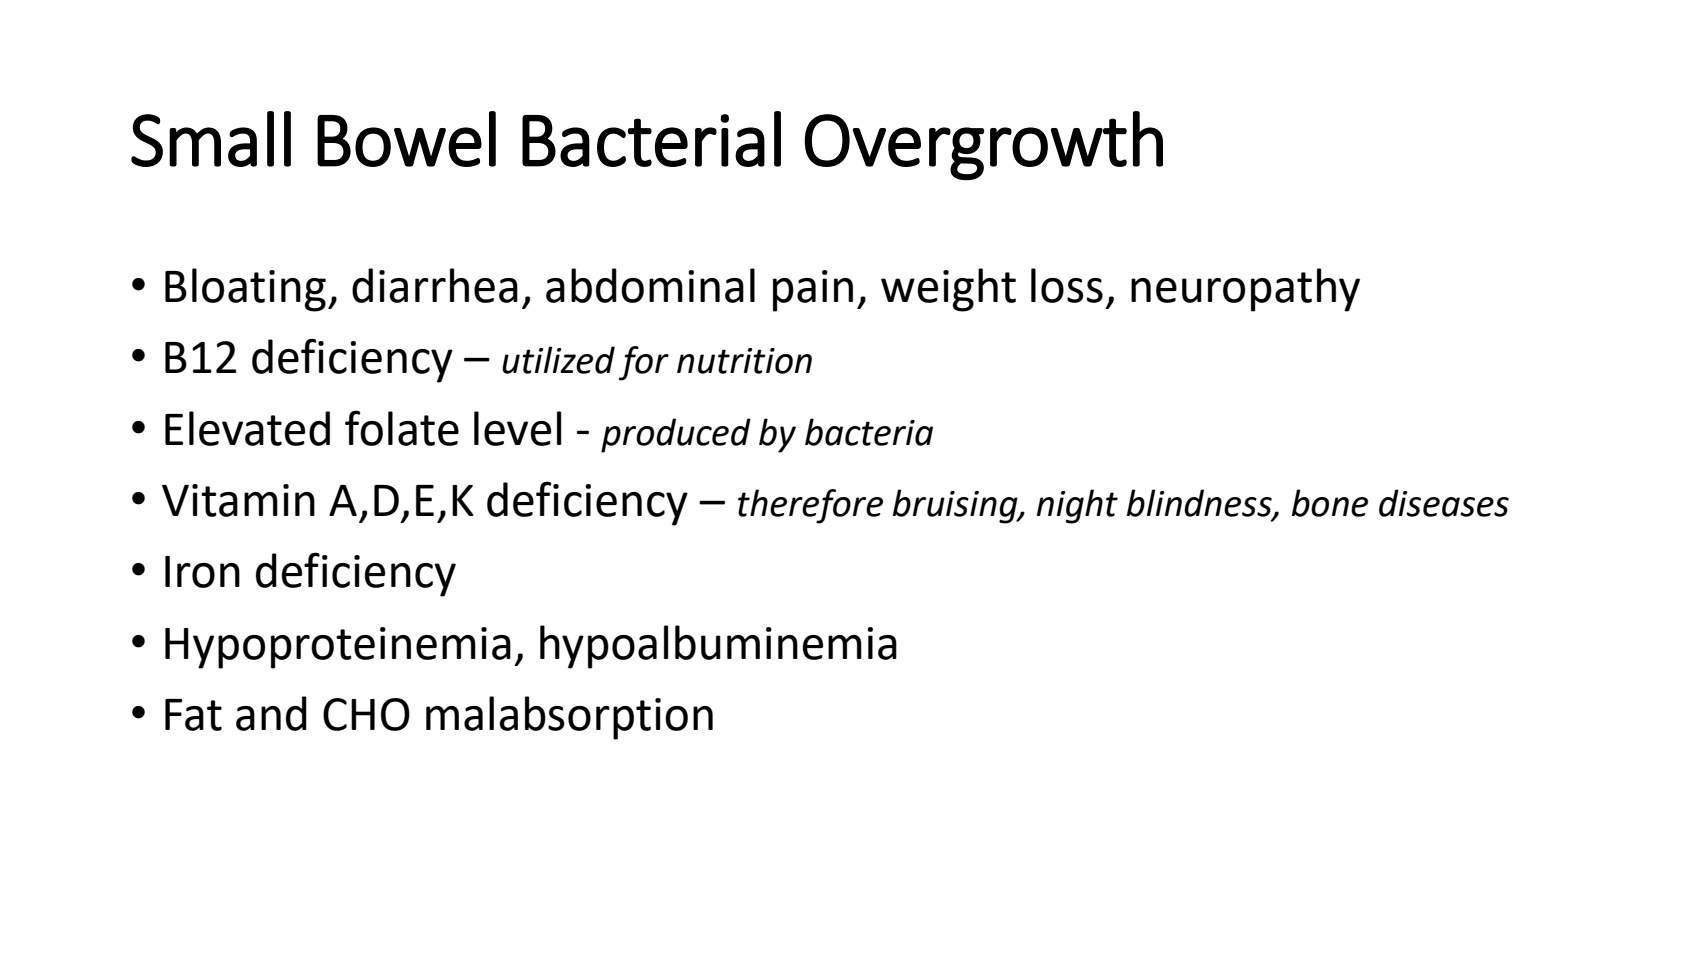 Small Bowel Bacterial Overgrowth
• Bloating, diarrhea, abdominal pain, weight loss, neuropathy
• B12 deficiency – utilized for nutrition
• Elevated folate level - produced by bacteria
• Vitamin A,D,E,K deficiency – therefore bruising, night blindness, bone diseases
• Iron deficiency
• Hypoproteinemia, hypoalbuminemia
• Fat and CHO malabsorption